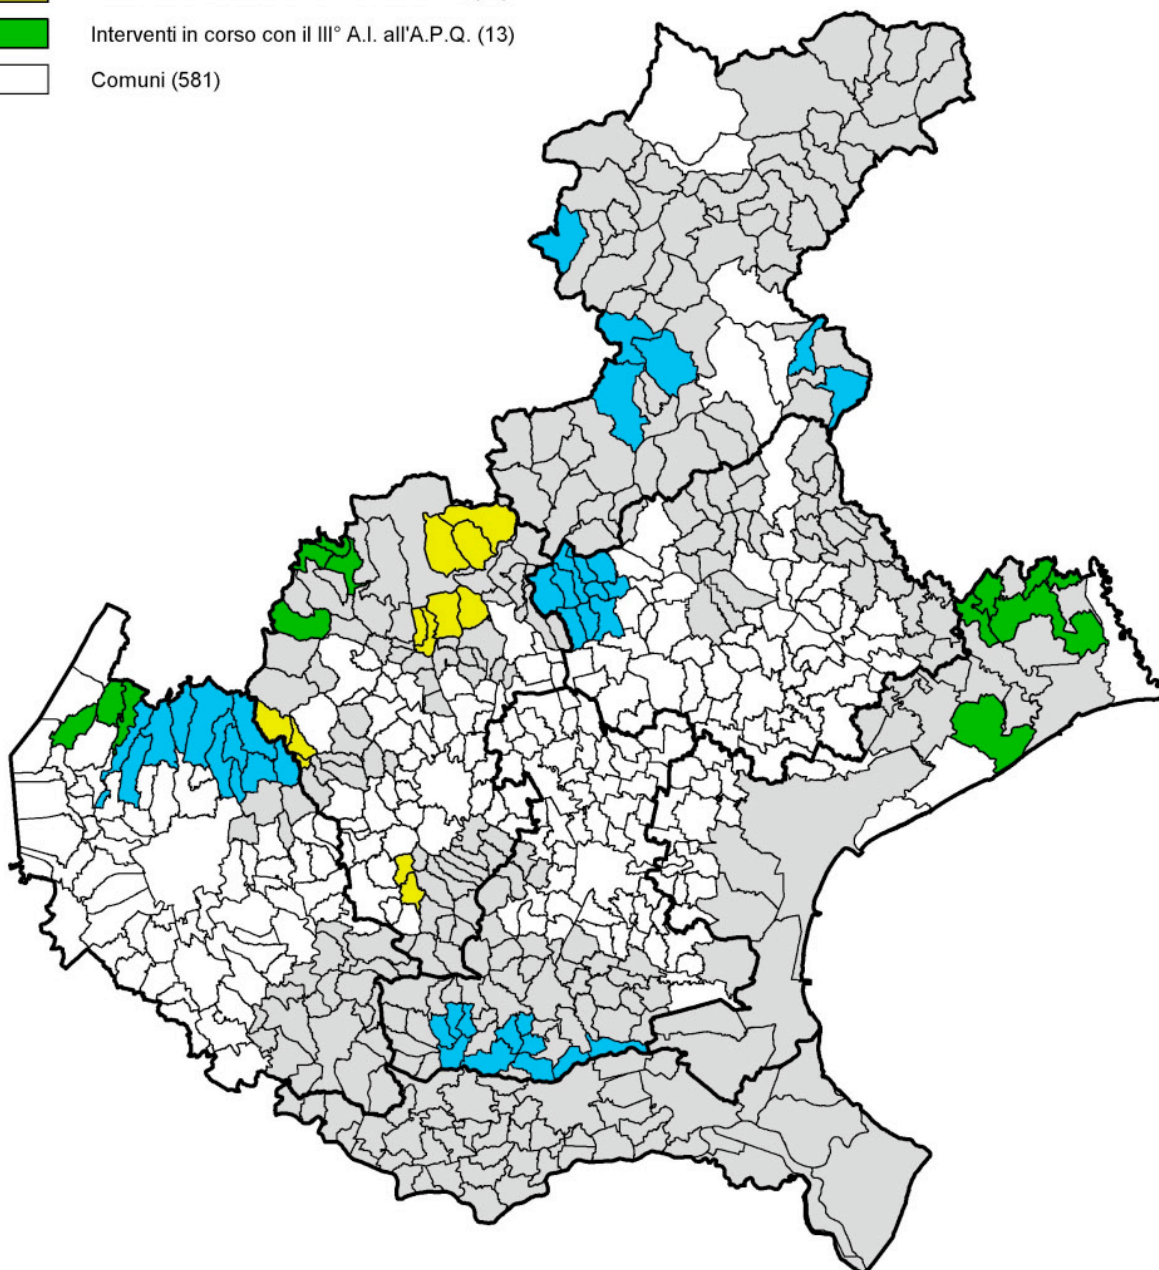 Interventi in corso con il III° A.I. all'A.P.Q. (13)
Comuni (581)